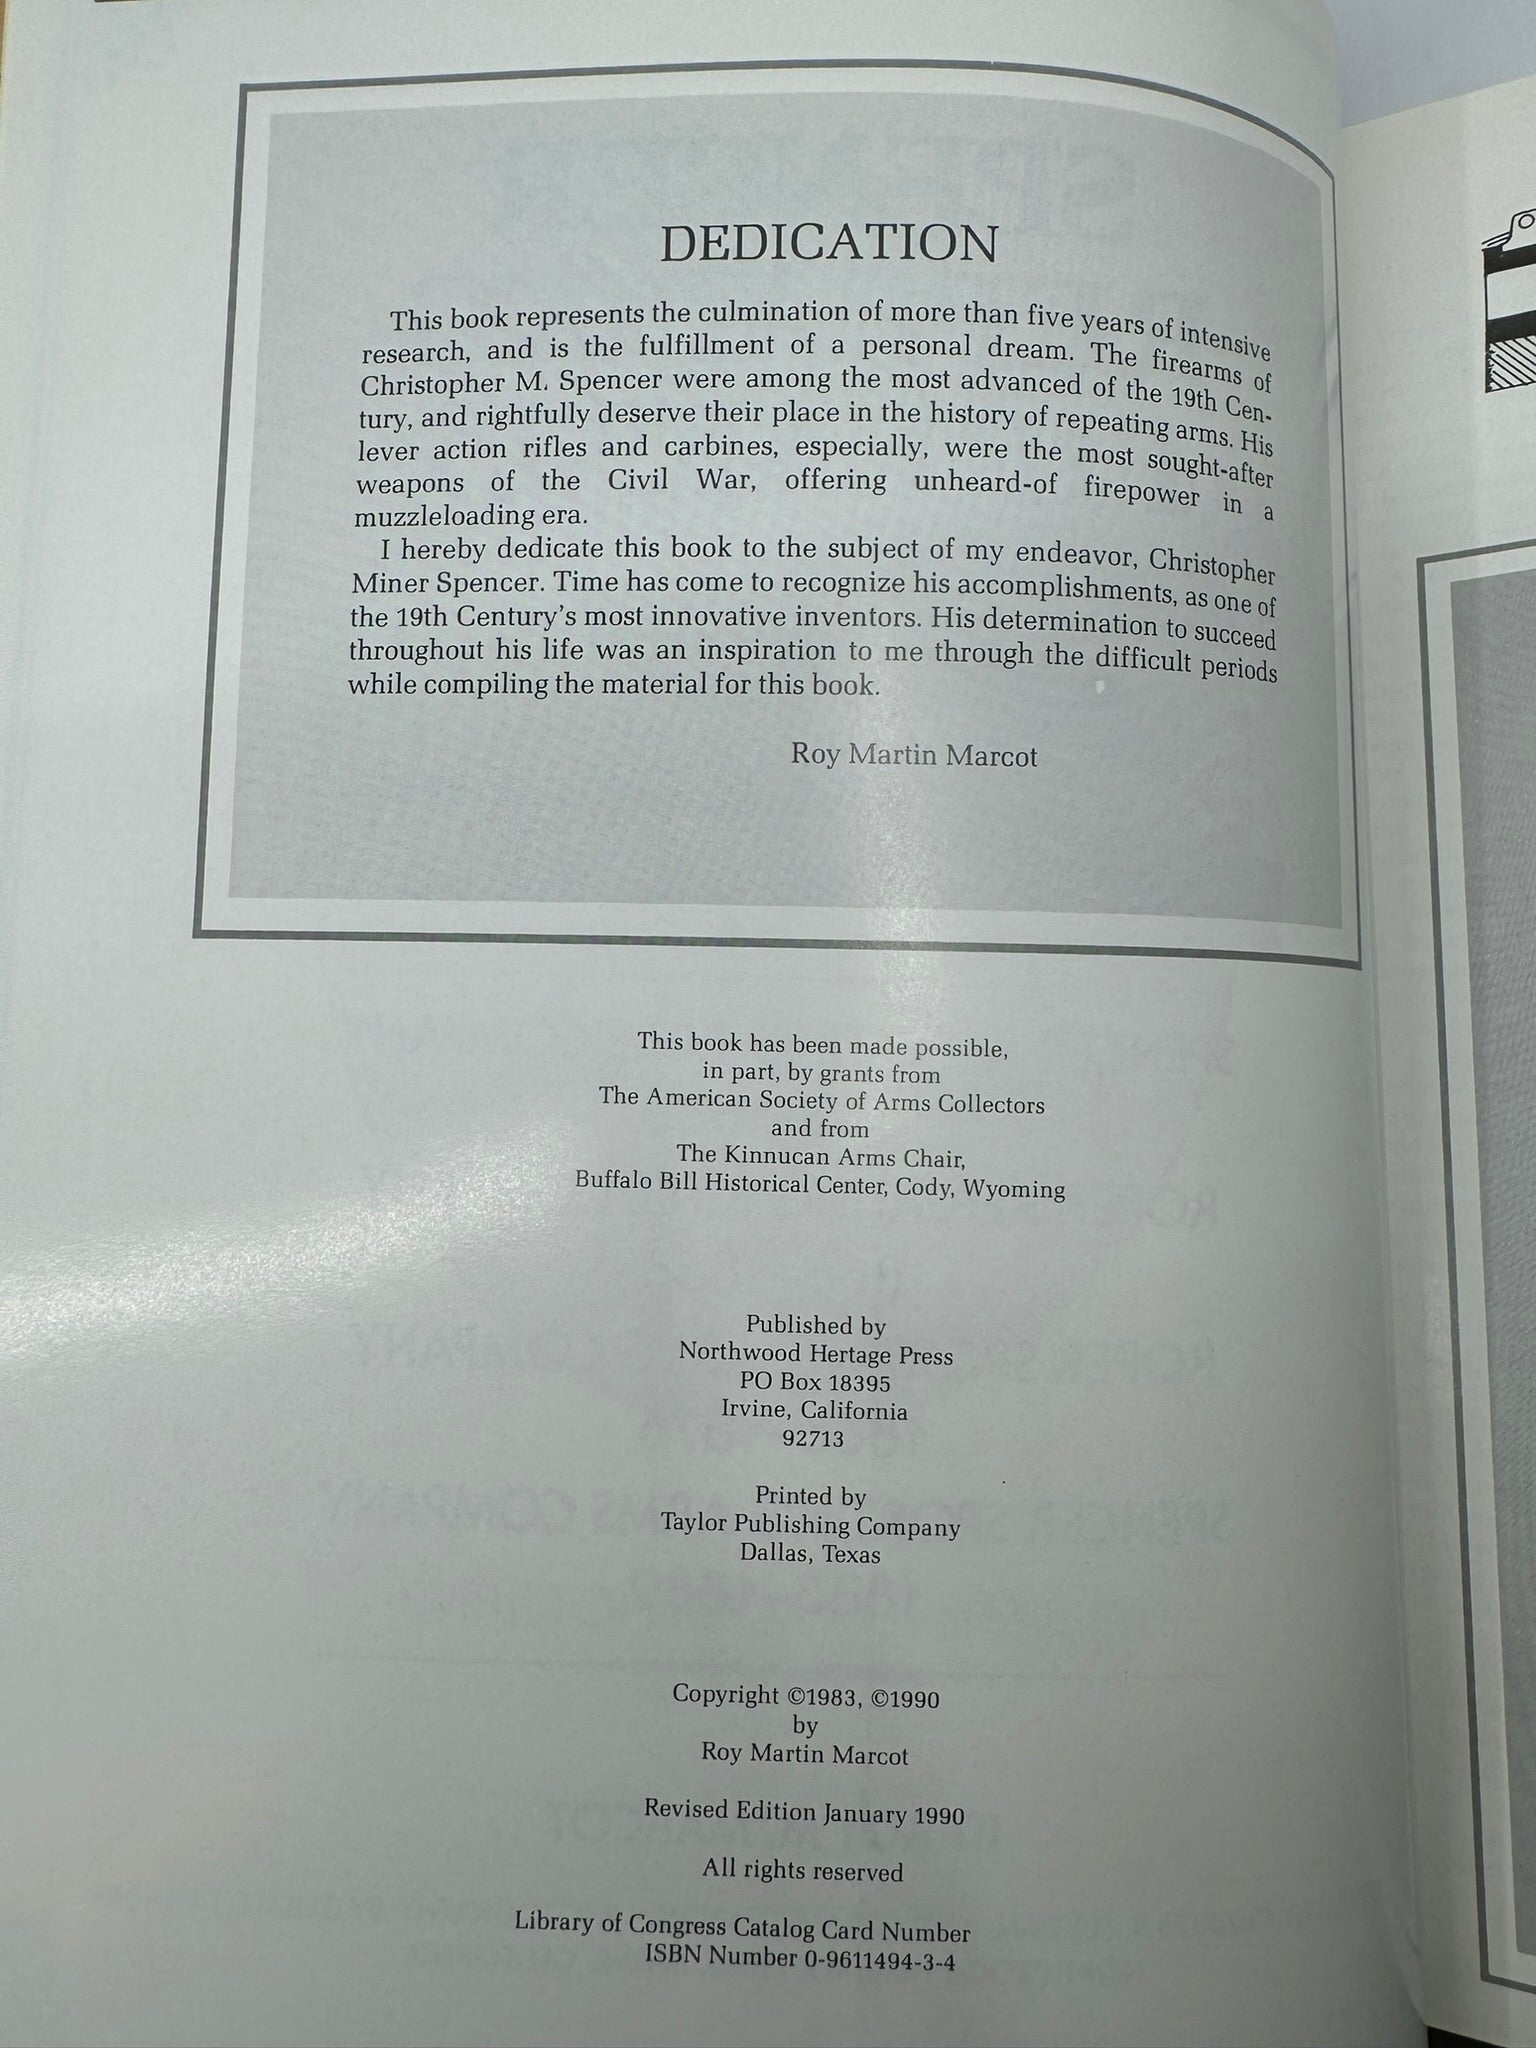 DEDICATION
This book represents the culmination of more than five years of intensive
research, and is the fulfillment of a personal dream. The firearms of
Christopher M. Spencer were among the most advanced of the 19th Cen-
tury, and rightfully deserve their place in the history of repeating arms. His
lever action rifles and carbines, especially, were the most sought-after
weapons of the Civil War, offering unheard-of firepower in a
muzzleloading era.
I hereby dedicate this book to the subject of my endeavor, Christopher
Miner Spencer. Time has come to recognize his accomplishments, as one of
the 19th Century's most innovative inventors. His determination to succeed
throughout his life was an inspiration to me through the difficult periods
while compiling the material for this book.
Roy Martin Marcot
This book has been made possible,
in part, by grants from
The American Society of Arms Collectors
and from
The Kinnucan Arms Chair,
Buffalo Bill Historical Center, Cody, Wyoming
Published by
Northwood Hertage Press
PO Box 18395
Irvine, California
92713
Printed by
Taylor Publishing Company
Dallas, Texas
Copyright ©1983, ©1990
by
Roy Martin Marcot
Revised Edition January 1990
All rights reserved
Library of Congress Catalog Card Number
ISBN Number 0-9611494-3-4